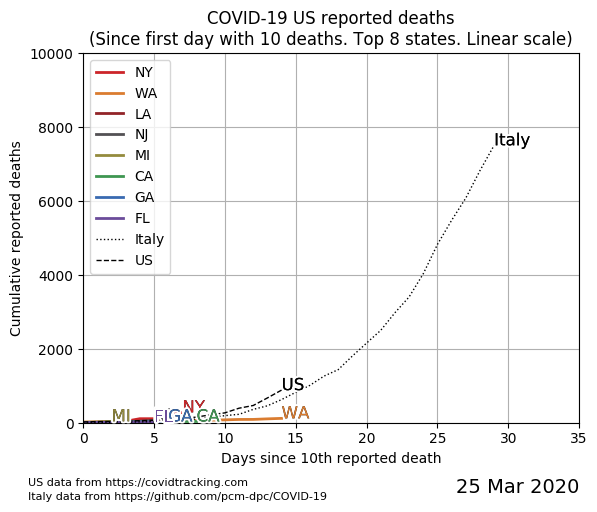 COVID-19 US reported deaths
(Since first day with 10 deaths. Top 8 states. Linear scale)
Cumulative reported deaths
10000
8000
6000
4000
2000
0
NY
WA
LA
NJ
MI
CA
GA
FL
Italy
US
Italy
US
NY
WA
MI
FL
GA
CA
0 5 10 15 20 25 30 35
Days since 10th reported death
US data from https://covidtracking.com
Italy data from https://github.com/pcm-dpc/COVID-19
25 Mar 2020